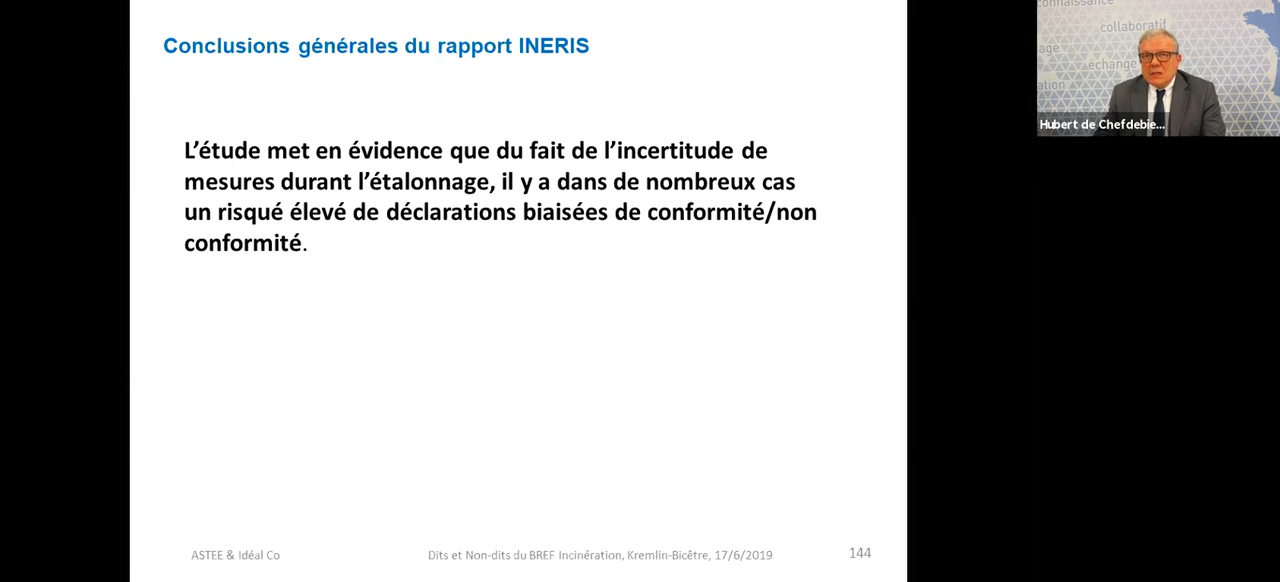 Conclusions générales du rapport INERIS
L'étude met en évidence que du fait de l'incertitude de
mesures durant l'étalonnage, il y a dans de nombreux cas
un risqué élevé de déclarations biaisées de conformité/non
conformité.
ASTEE & Idéal Co
Dits et Non-dits du BREF Incinération, Kremlin-Bicêtre, 17/6/2019
144
connaissance
collaboratif
échange
Hubert de Chefdebie...